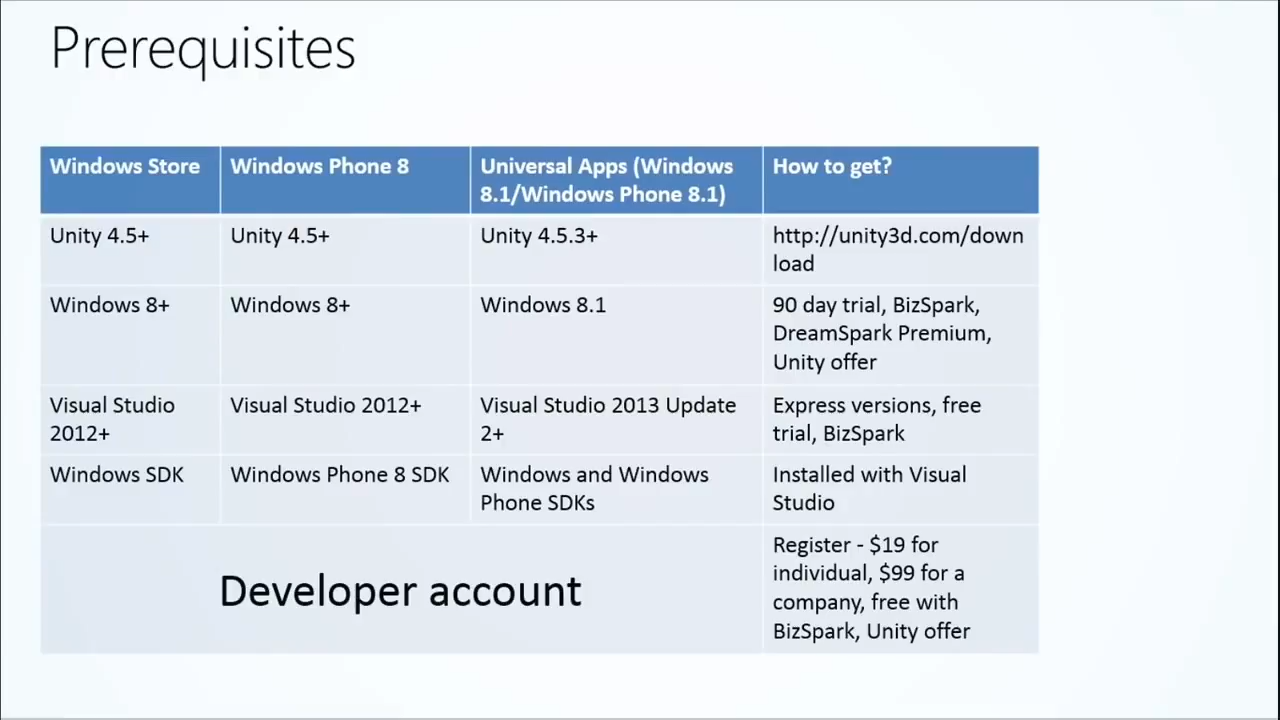 Prerequisites
Windows Store
Windows Phone 8
Universal Apps (Windows
8.1/Windows Phone 8.1)
How to get?
Unity 4.5+
Unity 4.5+
Unity 4.5.3+
http://unity3d.com/down
load
Windows 8+
Windows 8+
Windows 8.1
90 day trial, BizSpark,
DreamSpark Premium,
Unity offer
Visual Studio
2012+
Visual Studio 2012+
Visual Studio 2013 Update
2+
Express versions, free
trial, BizSpark
Windows SDK
Windows Phone 8 SDK
Windows and Windows
Phone SDKs
Installed with Visual
Studio
Developer account
Register - $19 for
individual, $99 for a
company, free with
BizSpark, Unity offer